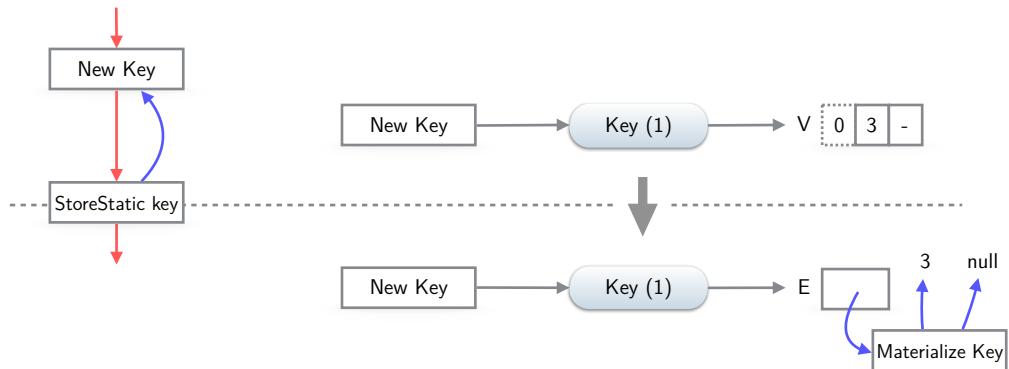 New Key
New Key
Key (1)
V
0
3
-
StoreStatic key
3
null
New Key
Key (1)
E
Materialize Key